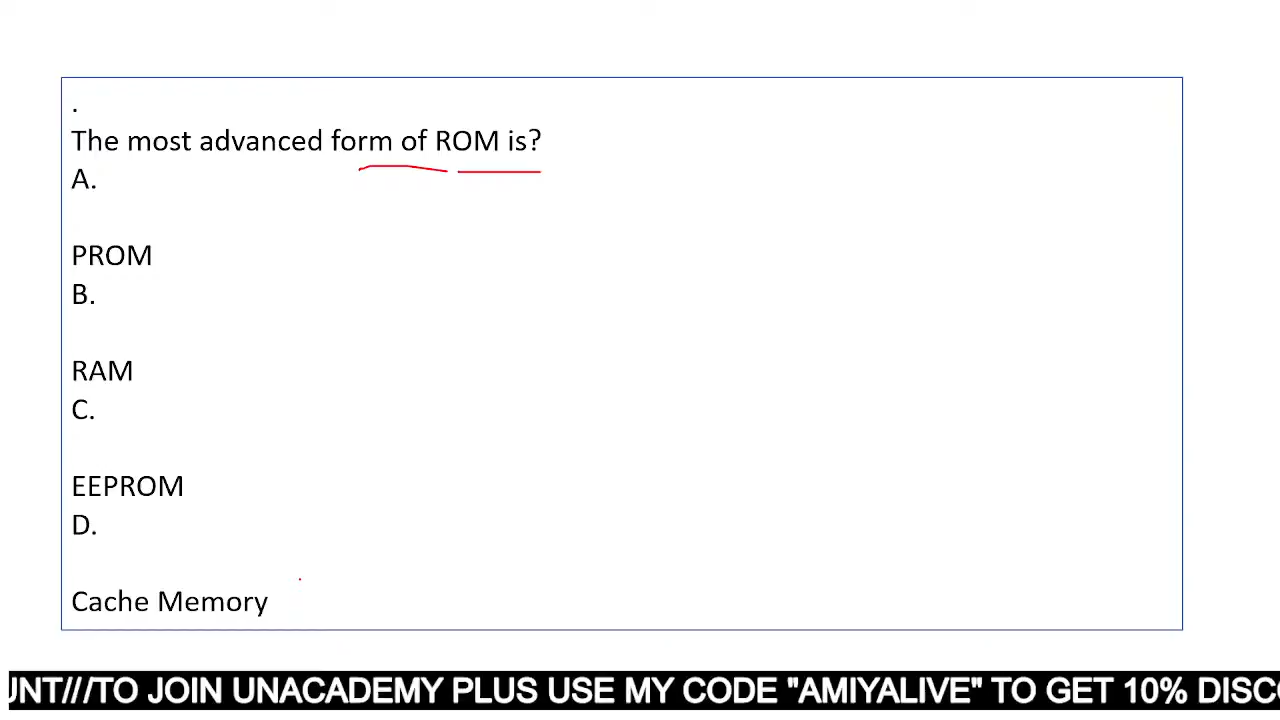 .
The most advanced form of ROM is?
A.
PROM
B.
RAM
C.
EEPROM
D.
Cache Memory
UNT///TO JOIN UNACADEMY PLUS USE MY CODE "AMIYALIVE" TO GET 10% DISC